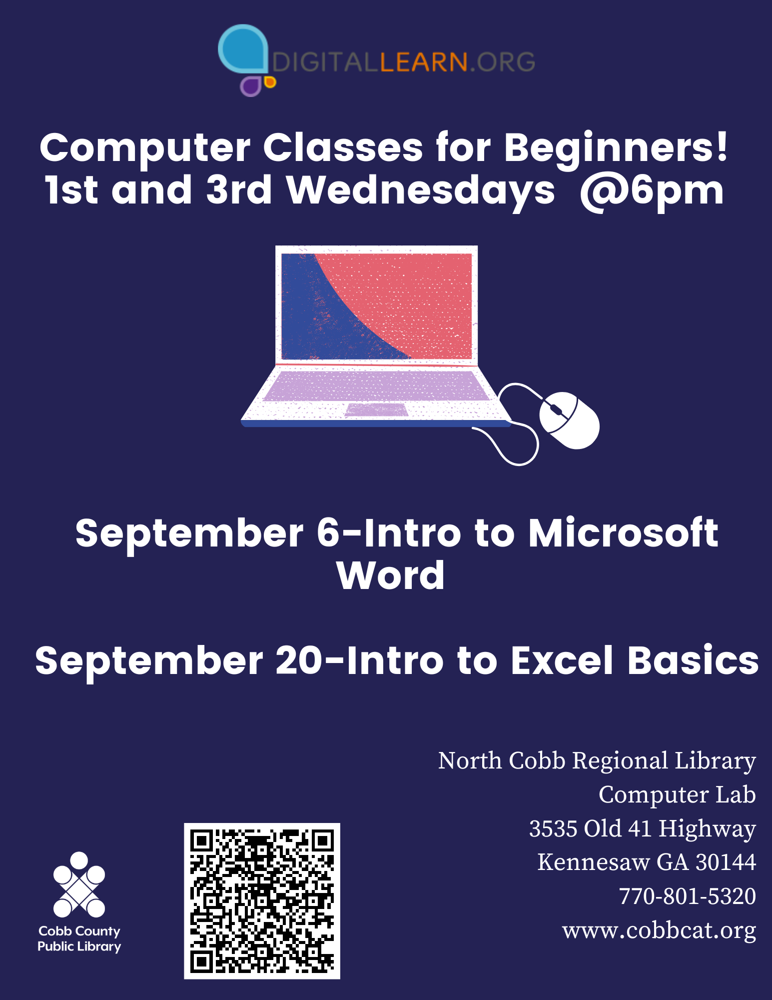 DIGITALLEARN.ORG
Computer Classes for Beginners!
1st and 3rd Wednesdays @6pm
September 6-Intro to Microsoft
Word
September 20-Intro to Excel Basics
North Cobb Regional Library
Computer Lab
3535 Old 41 Highway
Kennesaw GA 30144
770-801-5320
www.cobbcat.org
Cobb County
Public Library